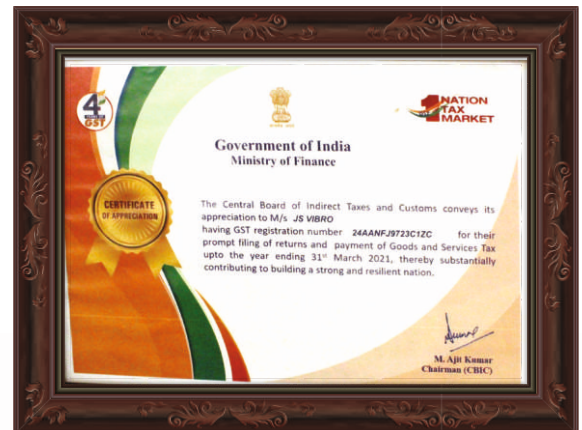 4
GST
1 NATION
TAX
MARKET
Government of India
Ministry of Finance
CERTIFICATE
OF APPRECIATION
The Central Board of Indirect Taxes and Customs conveys its
appreciation to M/s JS VIBRO
having GST registration number 24AANFJ9723C1ZC for their
prompt filing of returns and payment of Goods and Services Tax
upto the year ending 31st March 2021, thereby substantially
contributing to building a strong and resilient nation.
M. Ajit Kumar
Chairman (CBIC)